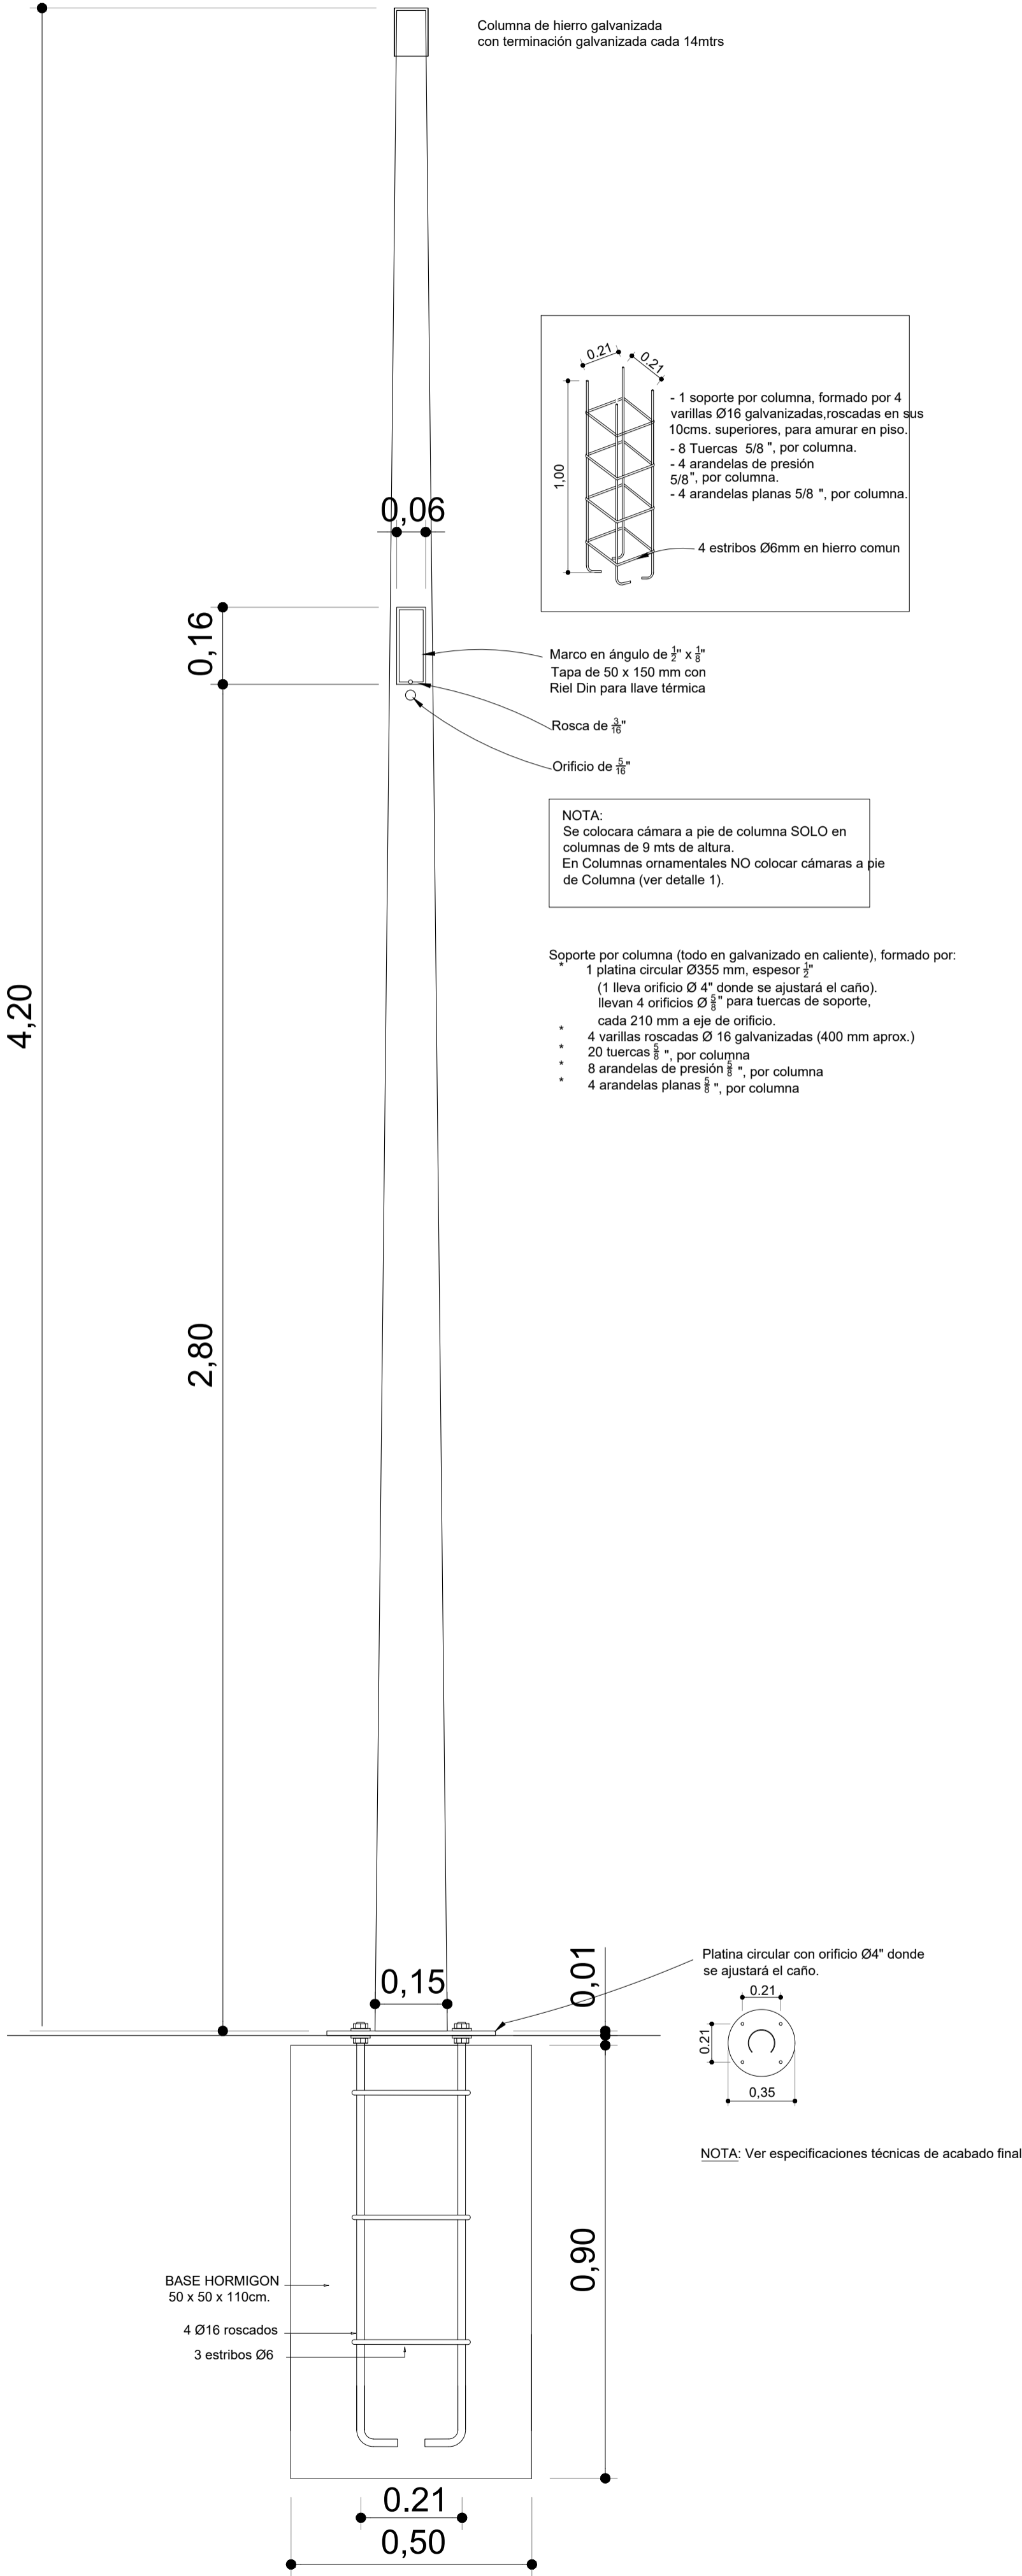 Columna de hierro galvanizada
con terminación galvanizada cada 14mtrs
0.21
0.21
1,00
- 1 soporte por columna, formado por 4
varillas Ø16 galvanizadas,roscadas en sus
10cms. superiores, para amurar en piso.
- 8 Tuercas 5/8 ", por columna.
- 4 arandelas de presión
5/8", por columna.
- 4 arandelas planas 5/8 ", por columna.
4 estribos Ø6mm en hierro comun
0,06
0,16
Marco en ángulo de 1/2" x 1/8"
Tapa de 50 x 150 mm con
Riel Din para llave térmica
Rosca de 3/16"
Orificio de 5/16"
NOTA:
Se colocara cámara a pie de columna SOLO en
columnas de 9 mts de altura.
En Columnas ornamentales NO colocar cámaras a pie
de Columna (ver detalle 1).
Soporte por columna (todo en galvanizado en caliente), formado por:
* 1 platina circular Ø355 mm, espesor 1/2"
(1 lleva orificio Ø 4" donde se ajustará el caño).
llevan 4 orificios Ø 5/8" para tuercas de soporte,
cada 210 mm a eje de orificio.
* 4 varillas roscadas Ø 16 galvanizadas (400 mm aprox.)
* 20 tuercas 5/8 ", por columna
* 8 arandelas de presión 5/8 ", por columna
* 4 arandelas planas 5/8 ", por columna
4,20
2,80
0,15
0,01
Platina circular con orificio Ø4" donde
se ajustará el caño.
0.21
0.21
0,35
NOTA: Ver especificaciones técnicas de acabado final
0,90
BASE HORMIGON
50 x 50 x 110cm.
4 Ø16 roscados
3 estribos Ø6
0.21
0,50